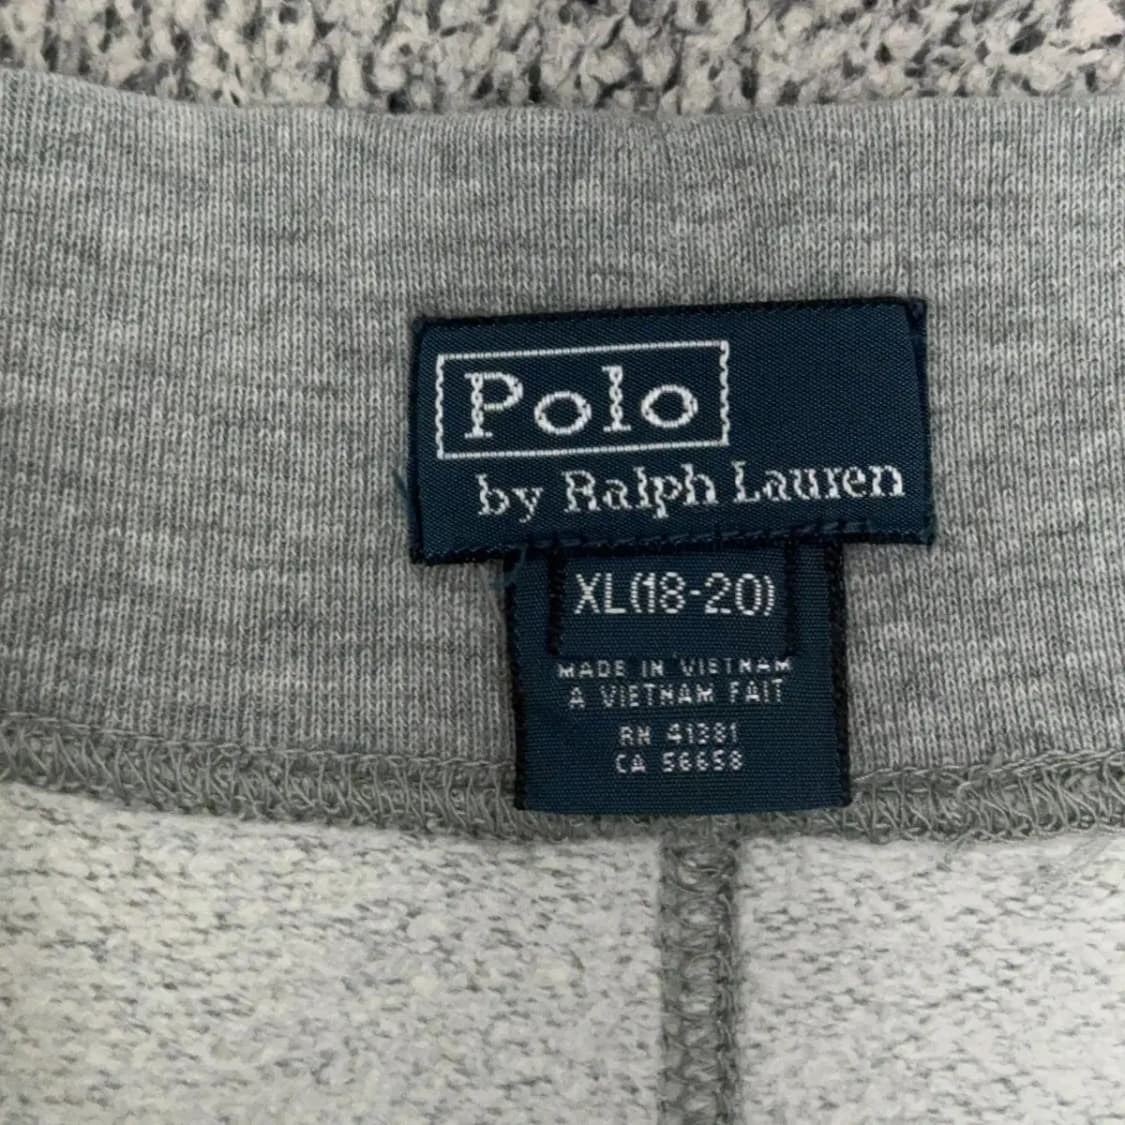 Polo
by Ralph Lauren
XL(18-20)
MADE IN VIETNAM
A VIETNAM FAIT
RN 41381
CA 56658